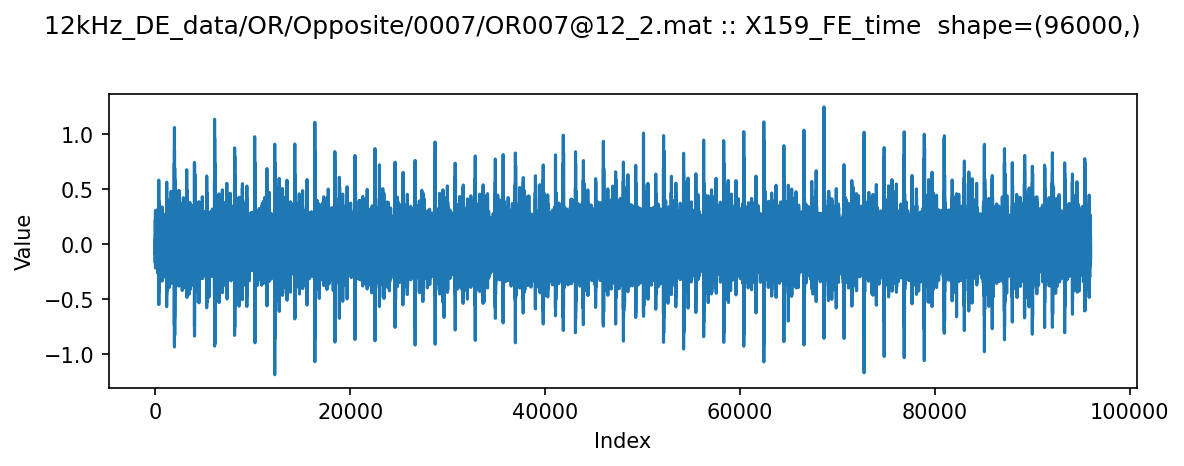 12kHz_DE_data/OR/Opposite/0007/OR007@12_2.mat :: X159_FE_time  shape=(96000,)
1.0
0.5
0.0
−0.5
−1.0
Value
0 20000 40000 60000 80000 100000
Index